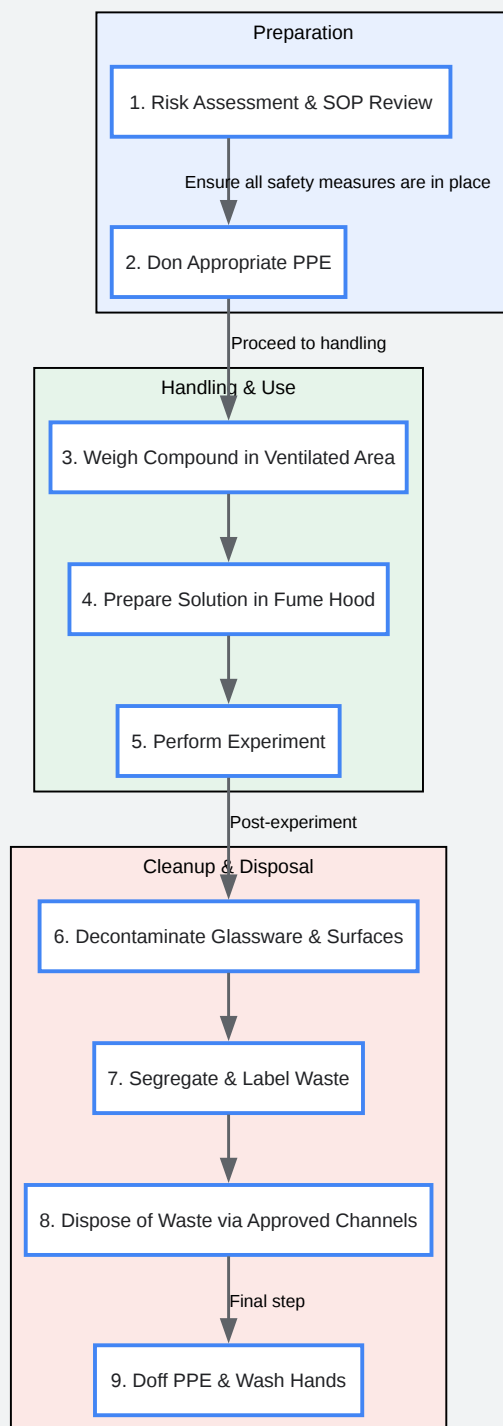 Preparation
1. Risk Assessment & SOP Review
Ensure all safety measures are in place
2. Don Appropriate PPE
Proceed to handling
Handling & Use
3. Weigh Compound in Ventilated Area
4. Prepare Solution in Fume Hood
5. Perform Experiment
Post-experiment
Cleanup & Disposal
6. Decontaminate Glassware & Surfaces
7. Segregate & Label Waste
8. Dispose of Waste via Approved Channels
Final step
9. Doff PPE & Wash Hands